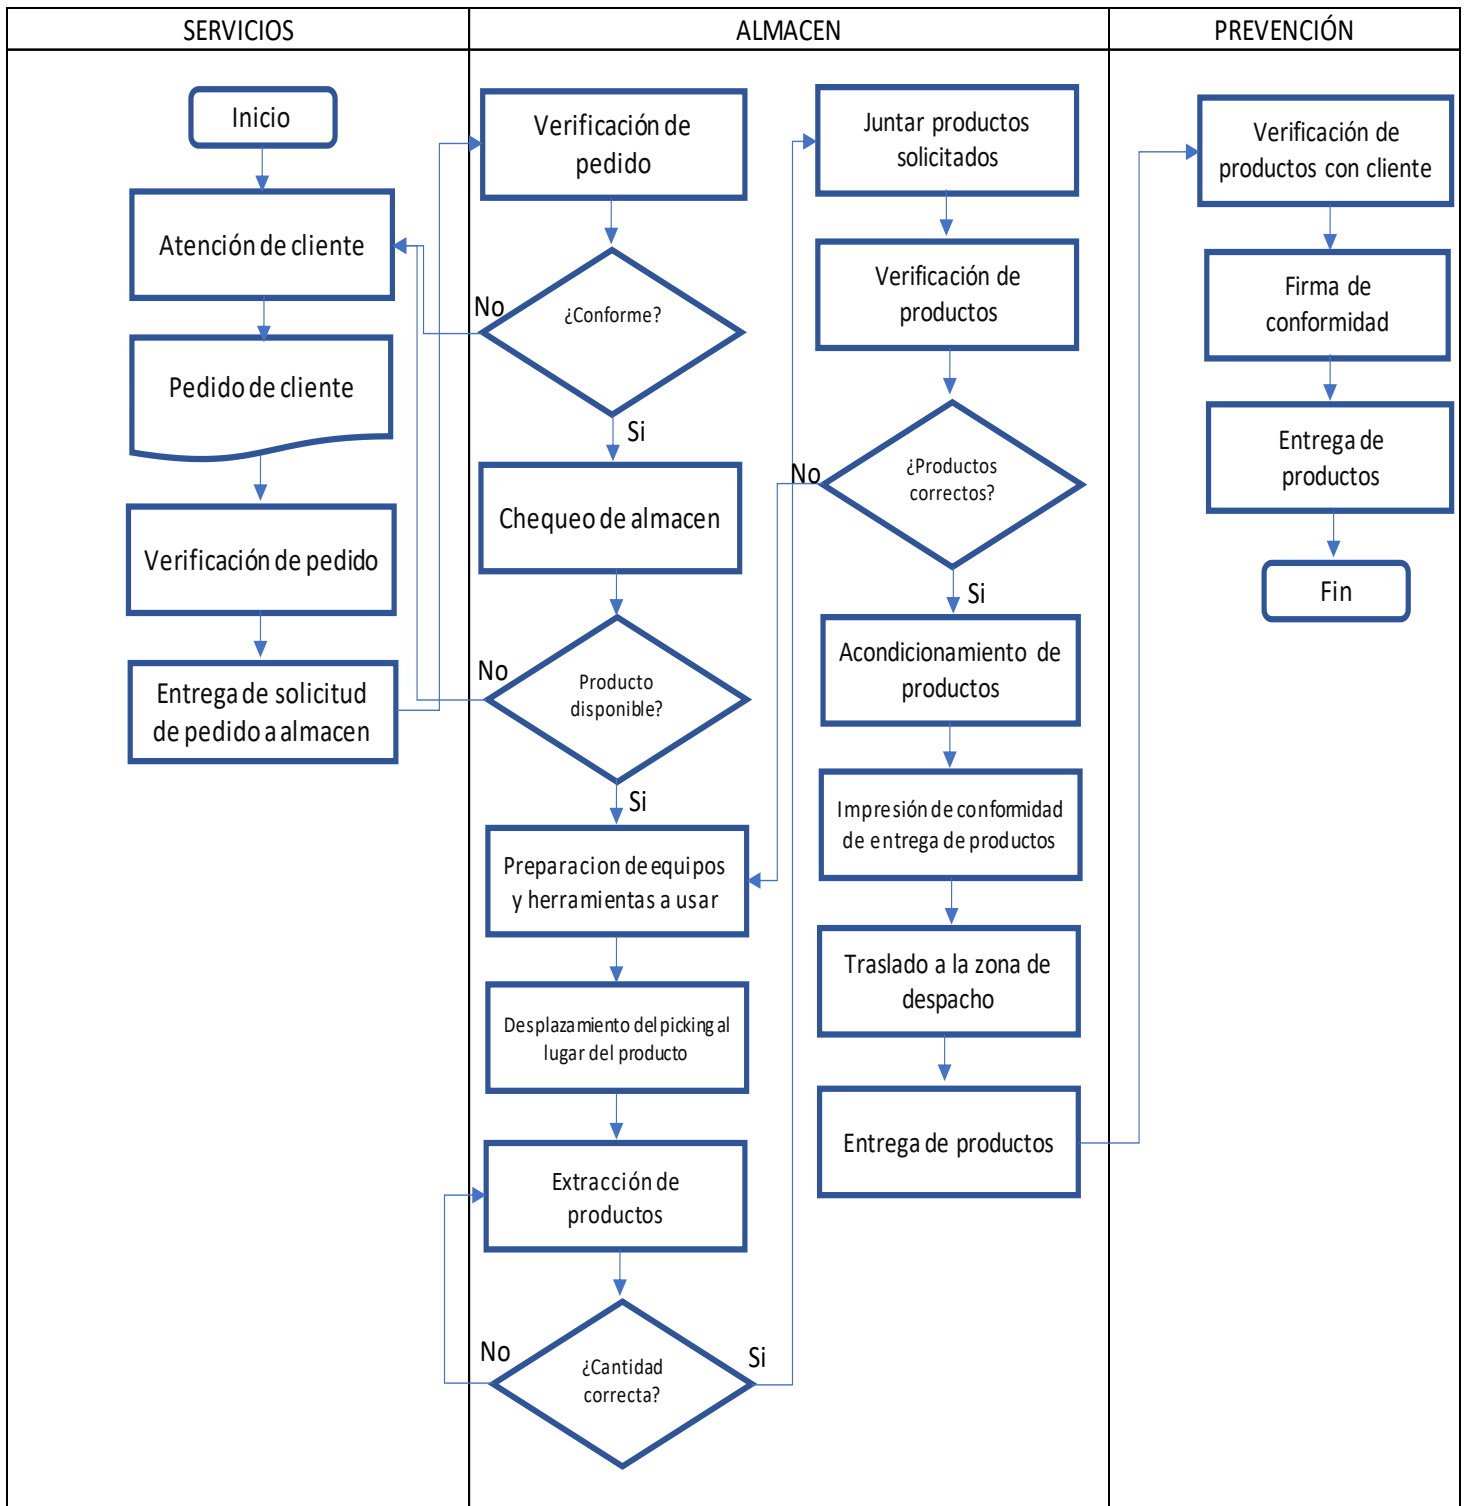 SERVICIOS
ALMACEN
PREVENCIÓN
Inicio
Atención de cliente
Pedido de cliente
Verificación de pedido
Entrega de solicitud
de pedido a almacen
Verificación de
pedido
¿Conforme?
No
Si
Chequeo de almacen
Producto
disponible?
No
Si
Preparacion de equipos
y herramientas a usar
Desplazamiento del picking al
lugar del producto
Extracción de
productos
¿Cantidad
correcta?
No
Si
Juntar productos
solicitados
Verificación de
productos
¿Productos
correctos?
No
Si
Acondicionamiento de
productos
Impresión de conformidad
de entrega de productos
Traslado a la zona de
despacho
Entrega de productos
Verificación de
productos con cliente
Firma de
conformidad
Entrega de
productos
Fin